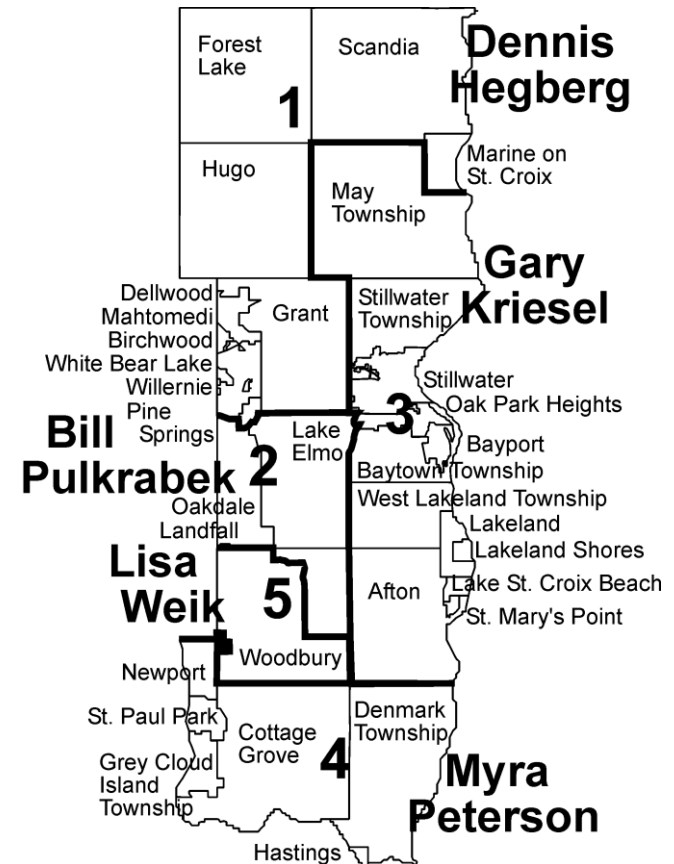 Forest
Lake
Scandia
Dennis
Hegberg
1
Hugo
May
Township
Marine on
St. Croix
Gary
Kriesel
Dellwood
Mahtomedi
Birchwood
White Bear Lake
Willernie
Pine
Springs
Grant
Stillwater
Township
Stillwater
Oak Park Heights
3
Bayport
Baytown Township
West Lakeland Township
Bill
Pulkrabek
2
Lake
Elmo
Oakdale
Landfall
Lakeland
Lakeland Shores
Lake St. Croix Beach
St. Mary's Point
Afton
Lisa
Weik
5
Woodbury
Newport
St. Paul Park
Grey Cloud
Island
Township
Cottage
Grove
4
Denmark
Township
Myra
Peterson
Hastings